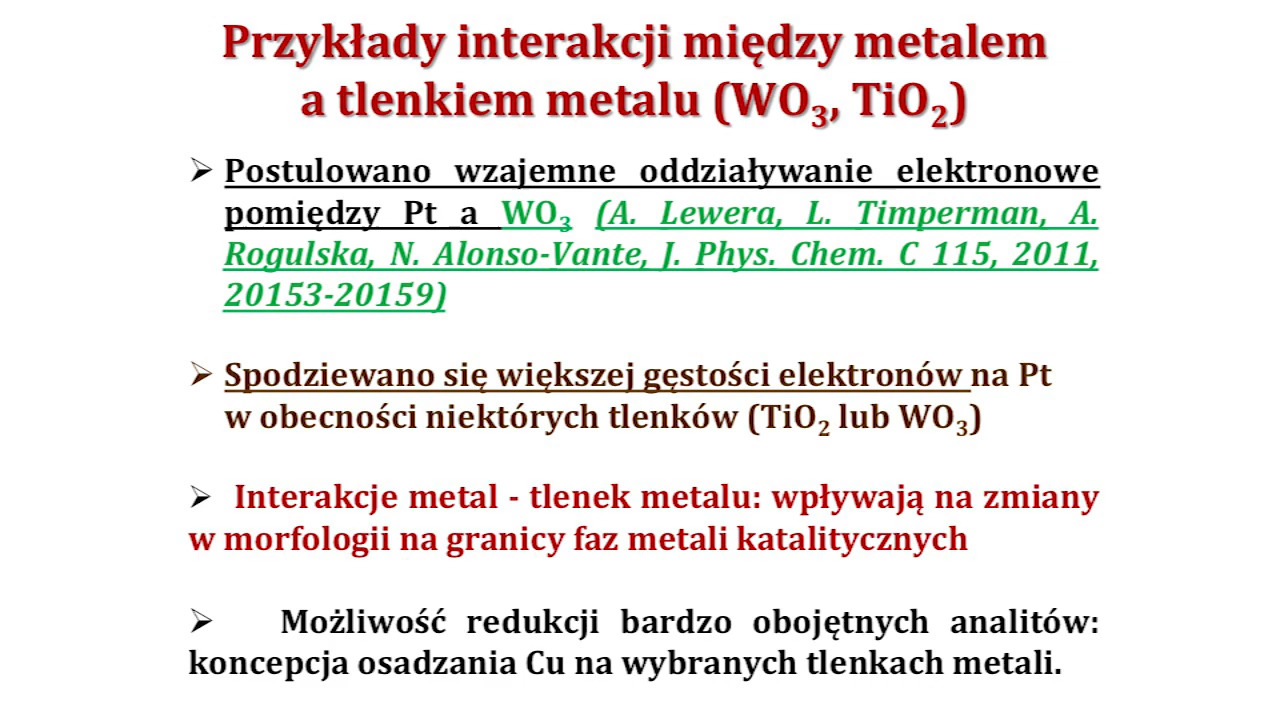 Przykłady interakcji między metalem
a tlenkiem metalu (WO₃, TiO₂)
➢ Postulowano wzajemne oddziaływanie elektronowe
pomiędzy Pt a WO₃ (A. Lewera, L. Timperman, A.
Rogulska, N. Alonso-Vante, J. Phys. Chem. C 115, 2011,
20153-20159)
➢ Spodziewano się większej gęstości elektronów na Pt
w obecności niektórych tlenków (TiO₂ lub WO₃)
➢ Interakcje metal - tlenek metalu: wpływają na zmiany
w morfologii na granicy faz metali katalitycznych
➢ Możliwość redukcji bardzo obojętnych analitów:
koncepcja osadzania Cu na wybranych tlenkach metali.